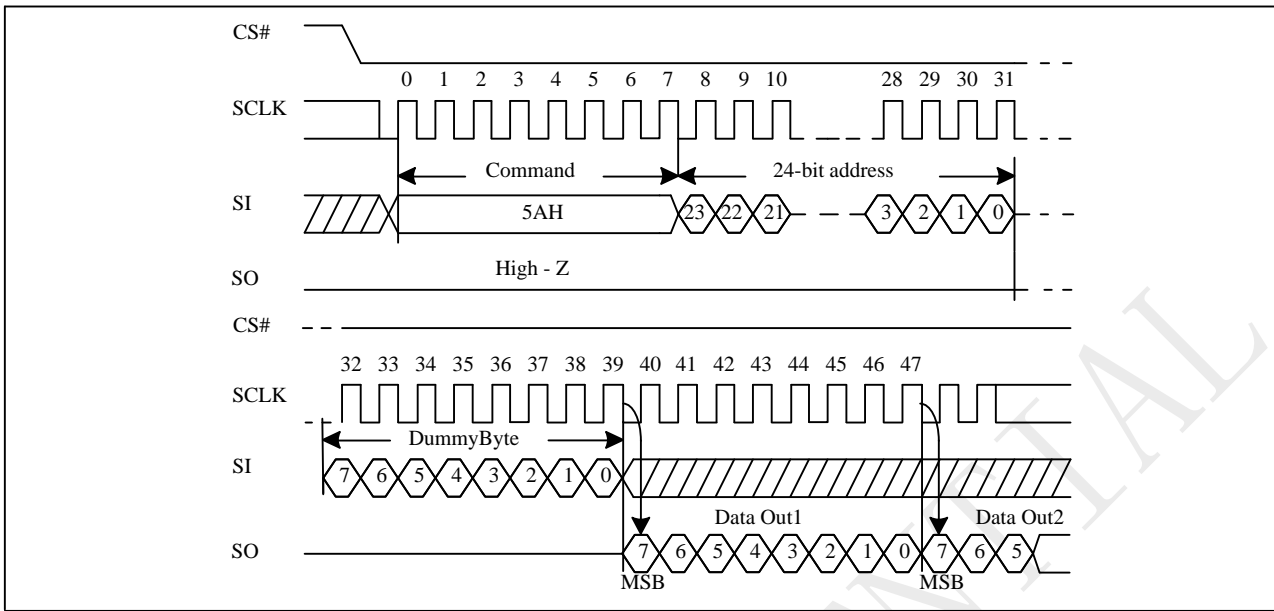 CS#
0 1 2 3 4 5 6 7 8 9 10 28 29 30 31
SCLK
Command 24-bit address
SI 5AH 23 22 21 3 2 1 0
High - Z
SO
CS#
32 33 34 35 36 37 38 39 40 41 42 43 44 45 46 47
SCLK
DummyByte
SI 7 6 5 4 3 2 1 0
Data Out1 Data Out2
SO 7 6 5 4 3 2 1 0 7 6 5
MSB MSB
NTIAL